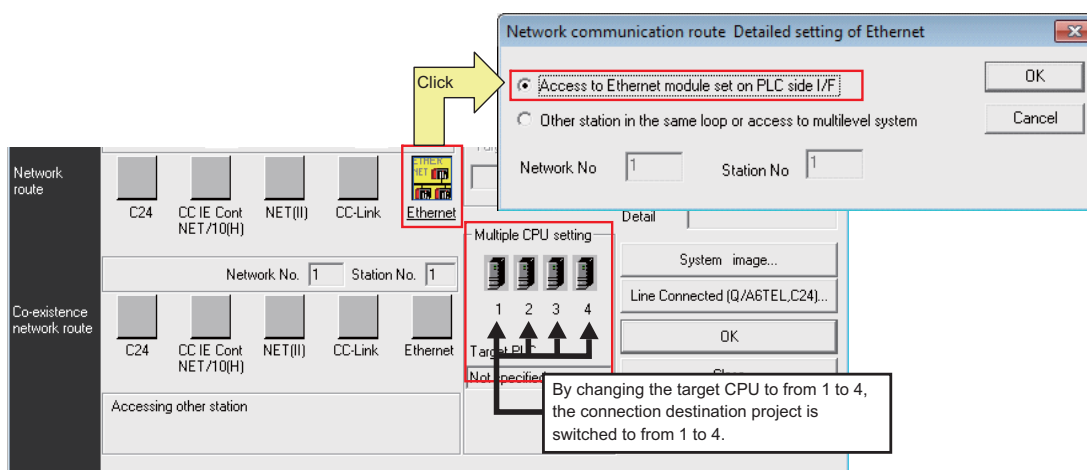 Network communication route  Detailed setting of Ethernet
Click
Access to Ethernet module set on PLC side I/F
OK
Other station in the same loop or access to multilevel system
Cancel
Network No 1 Station No 1
Network
route
C24
CC IE Cont
NET/10(H)
NET(II)
CC-Link
ETHER
NET
Ethernet
Detail
Multiple CPU setting
System image...
Network No. 1 Station No. 1
Line Connected (Q/A6TEL,C24)...
1 2 3 4
Co-existence
network route
C24
CC IE Cont
NET/10(H)
NET(II)
CC-Link
Ethernet
OK
Target PLC
Not specified
Accessing other station
By changing the target CPU to from 1 to 4,
the connection destination project is
switched to from 1 to 4.